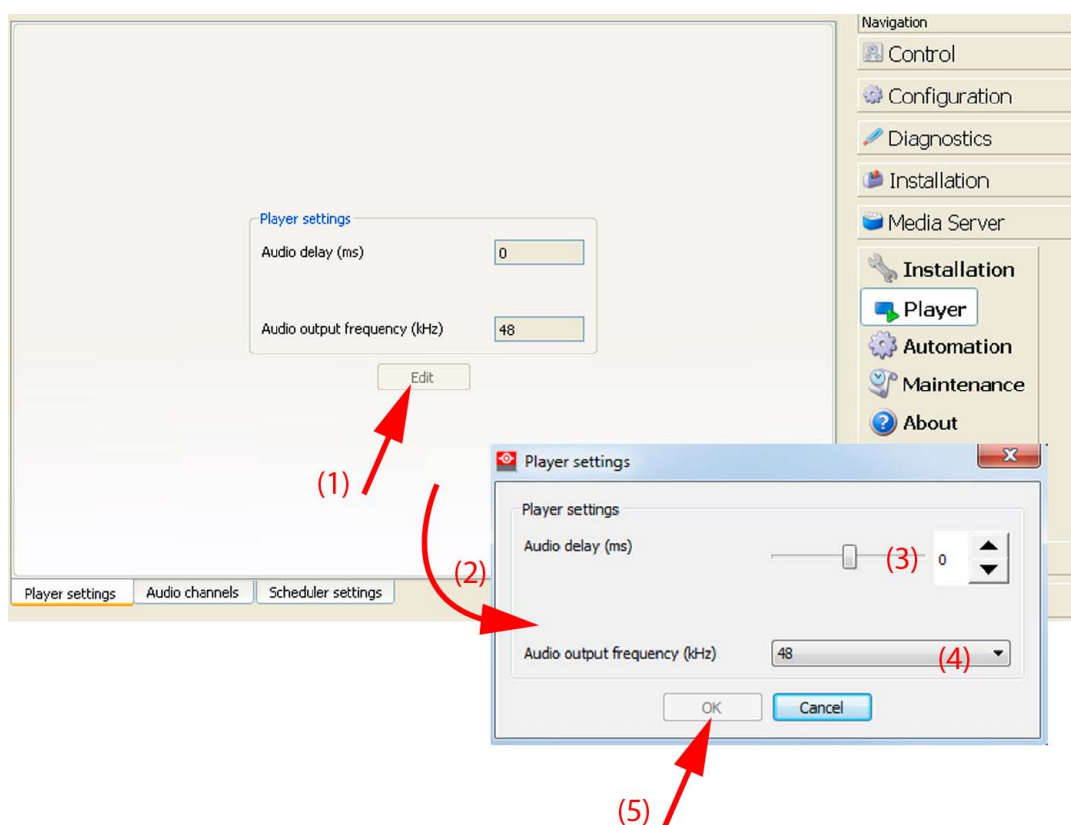 Navigation
Control
Configuration
Diagnostics
Installation
Media Server
Installation
Player
Automation
Maintenance
About
Player settings
Audio delay (ms)
0
Audio output frequency (kHz)
48
Edit
(1)
(2)
Player settings
Audio channels
Scheduler settings
Player settings
Player settings
Audio delay (ms)
(3)
0
Audio output frequency (kHz)
48
(4)
OK
Cancel
(5)